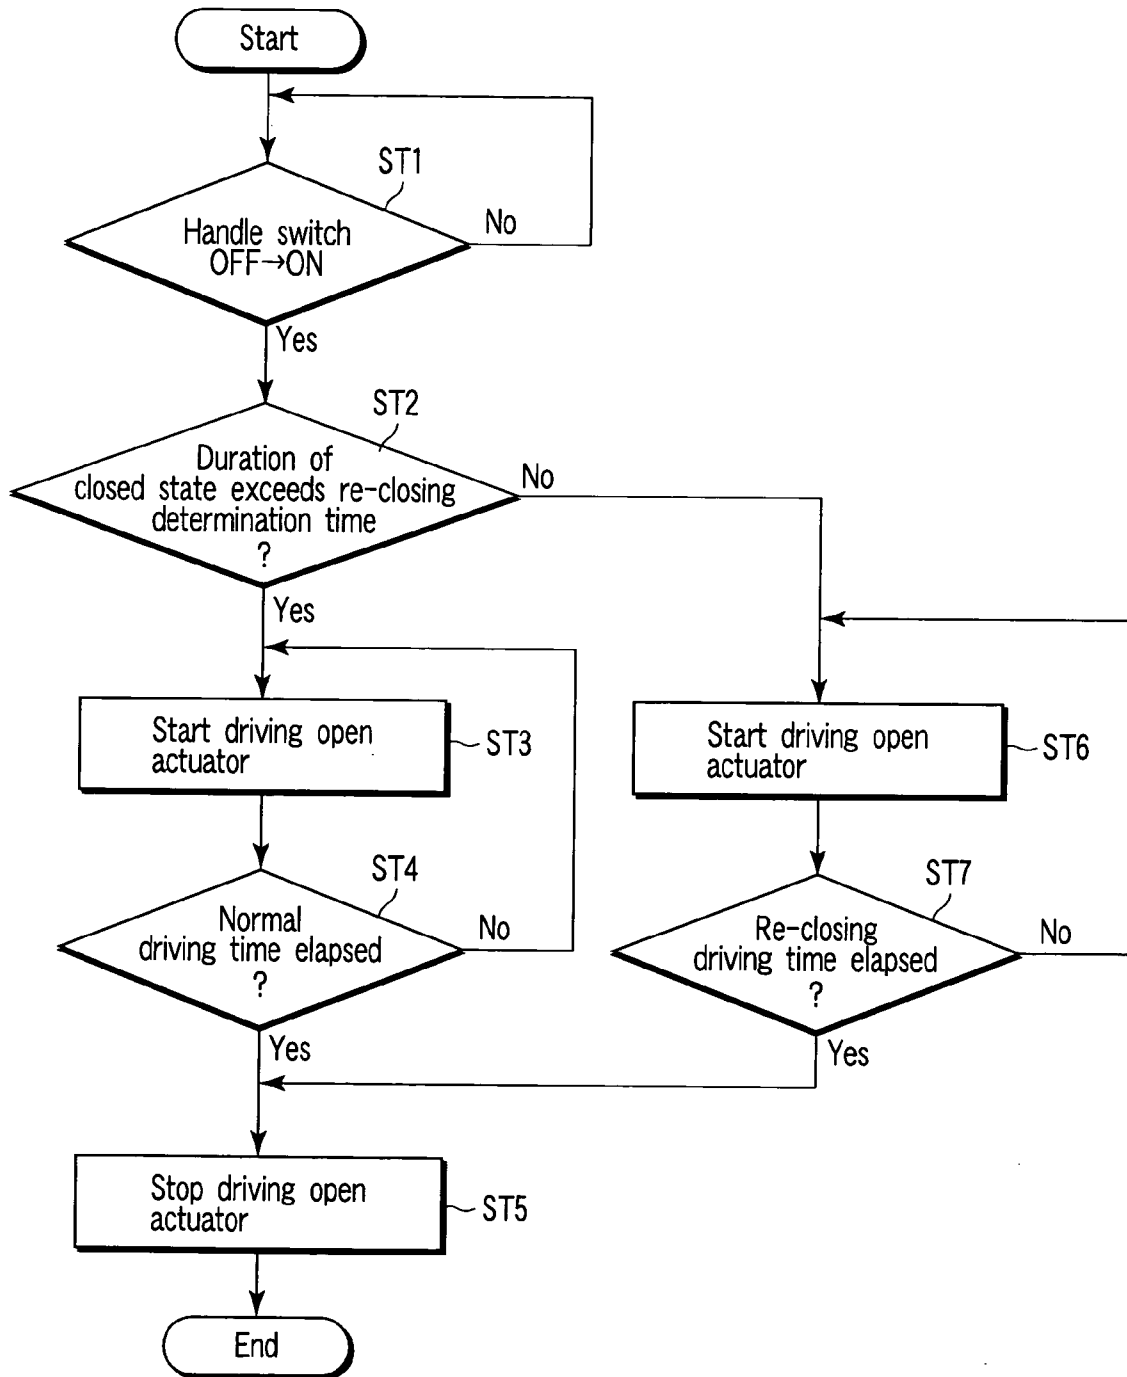 Start
ST1
Handle switch
OFF→ON
No
Yes
ST2
Duration of
closed state exceeds re-closing
determination time
?
No
Yes
Start driving open
actuator
ST3
Start driving open
actuator
ST6
ST4
Normal
driving time elapsed
?
No
Yes
ST7
Re-closing
driving time elapsed
?
No
Yes
Stop driving open
actuator
ST5
End